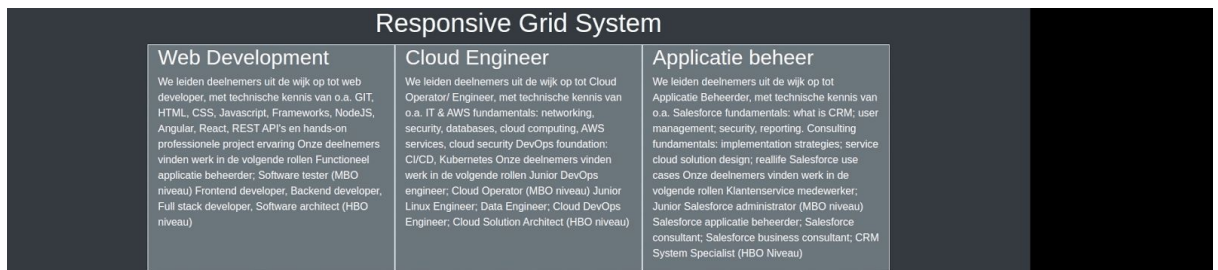 Responsive Grid System
Web Development
We leiden deelnemers uit de wijk op tot web
developer, met technische kennis van o.a. GIT,
HTML, CSS, Javascript, Frameworks, NodeJS,
Angular, React, REST API's en hands-on
professionele project ervaring Onze deelnemers
vinden werk in de volgende rollen Functioneel
applicatie beheerder; Software tester (MBO
niveau) Frontend developer, Backend developer,
Full stack developer, Software architect (HBO
niveau)
Cloud Engineer
We leiden deelnemers uit de wijk op tot Cloud
Operator/ Engineer, met technische kennis van
o.a. IT & AWS fundamentals: networking,
security, databases, cloud computing, AWS
services, cloud security DevOps foundation:
CI/CD, Kubernetes Onze deelnemers vinden
werk in de volgende rollen Junior DevOps
engineer; Cloud Operator (MBO niveau) Junior
Linux Engineer; Data Engineer; Cloud DevOps
Engineer; Cloud Solution Architect (HBO niveau)
Applicatie beheer
We leiden deelnemers uit de wijk op tot
Applicatie Beheerder, met technische kennis van
o.a. Salesforce fundamentals: what is CRM; user
management; security, reporting. Consulting
fundamentals: implementation strategies; service
cloud solution design; reallife Salesforce use
cases Onze deelnemers vinden werk in de
volgende rollen Klantenservice medewerker;
Junior Salesforce administrator (MBO niveau)
Salesforce applicatie beheerder; Salesforce
consultant; Salesforce business consultant; CRM
System Specialist (HBO Niveau)